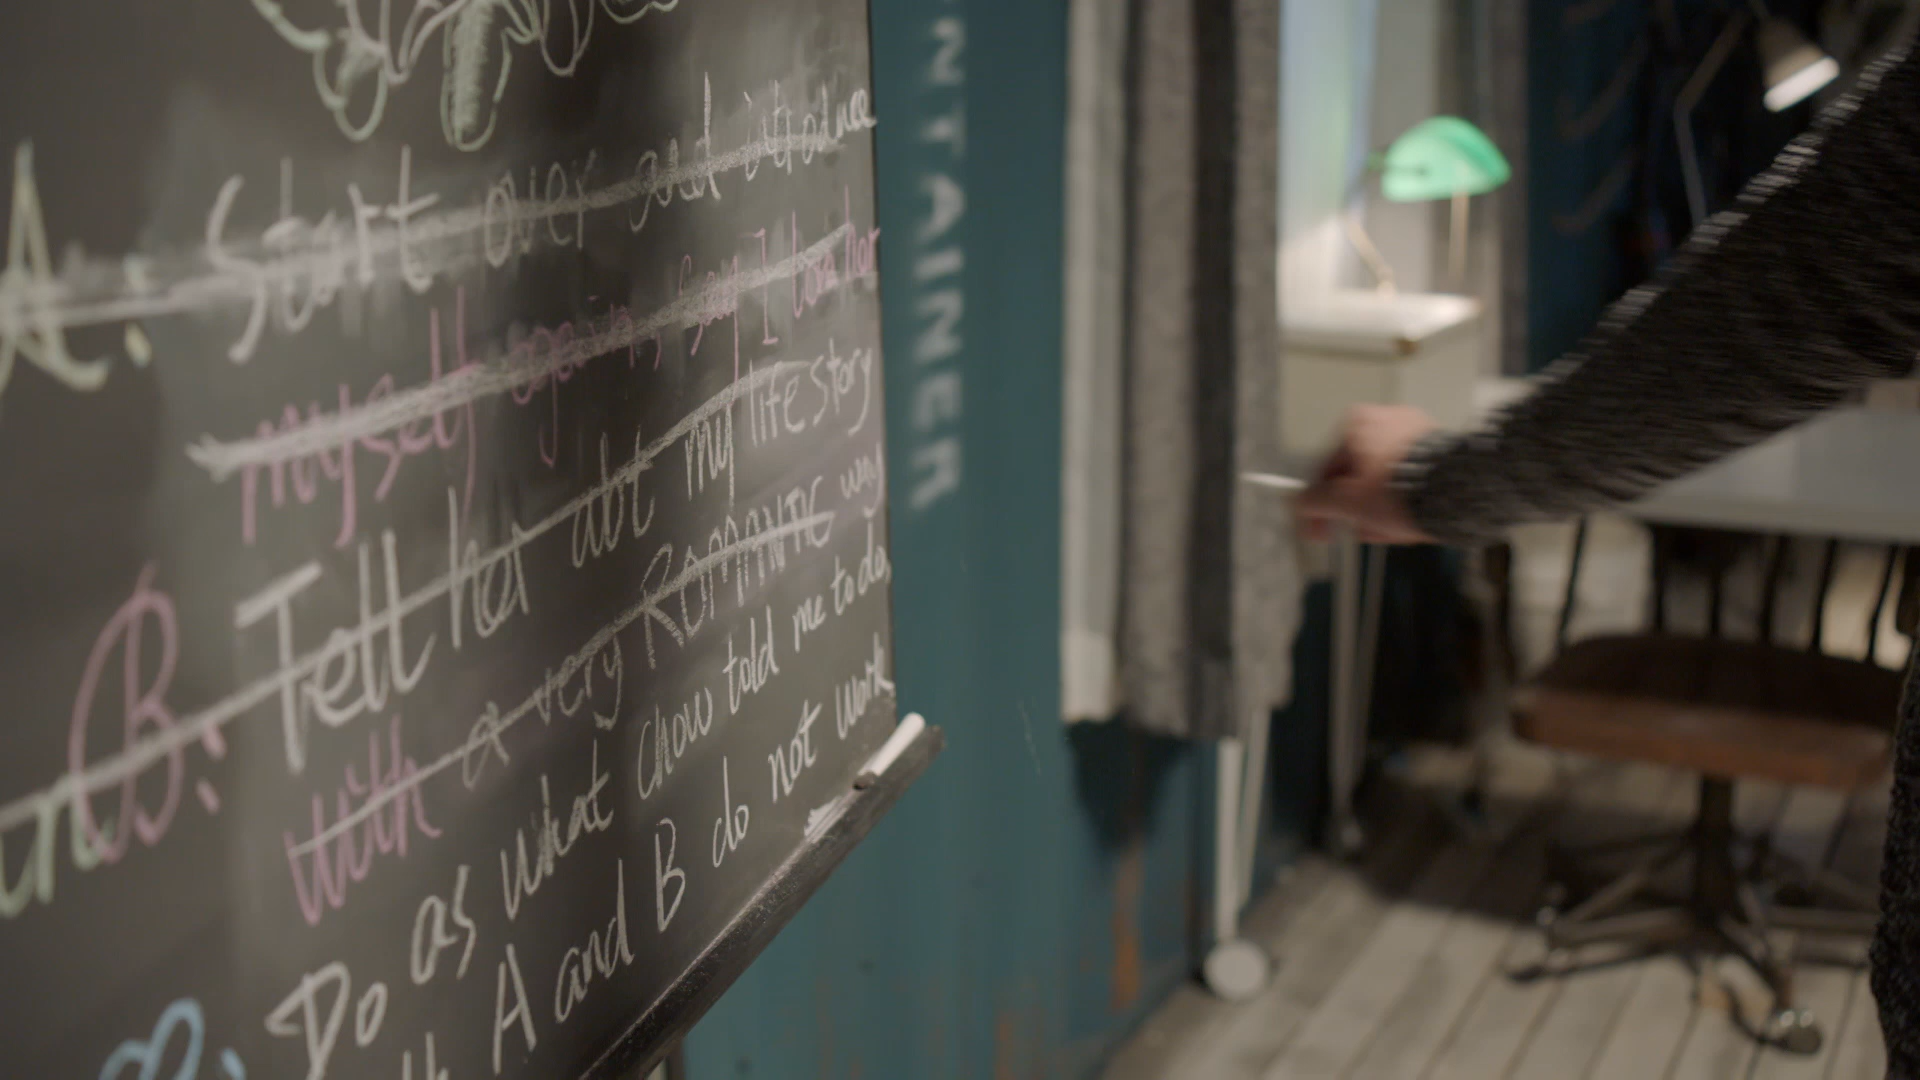 A: Start over and introduce
myself again, Say I love her
B: Tell her abt my life story
with a very ROMANTIC way
Do as what chow told me to do,
A and B do not work
NTAINER